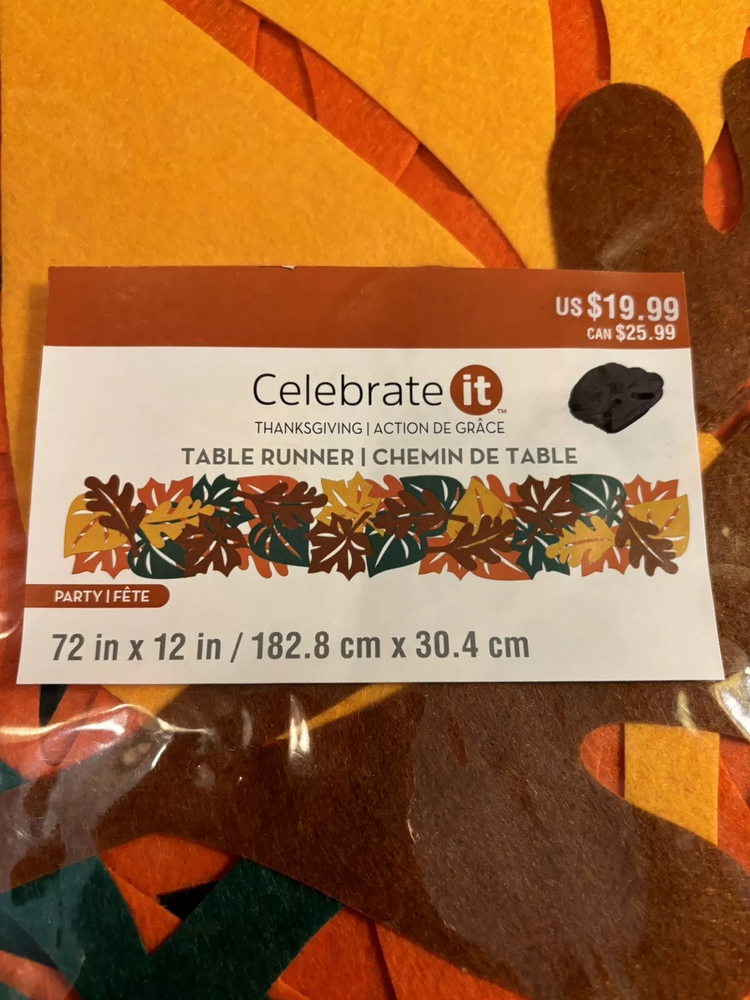 US $19.99
CAN $25.99
Celebrate it™
THANKSGIVING | ACTION DE GRÂCE
TABLE RUNNER | CHEMIN DE TABLE
PARTY | FÊTE
72 in x 12 in / 182.8 cm x 30.4 cm